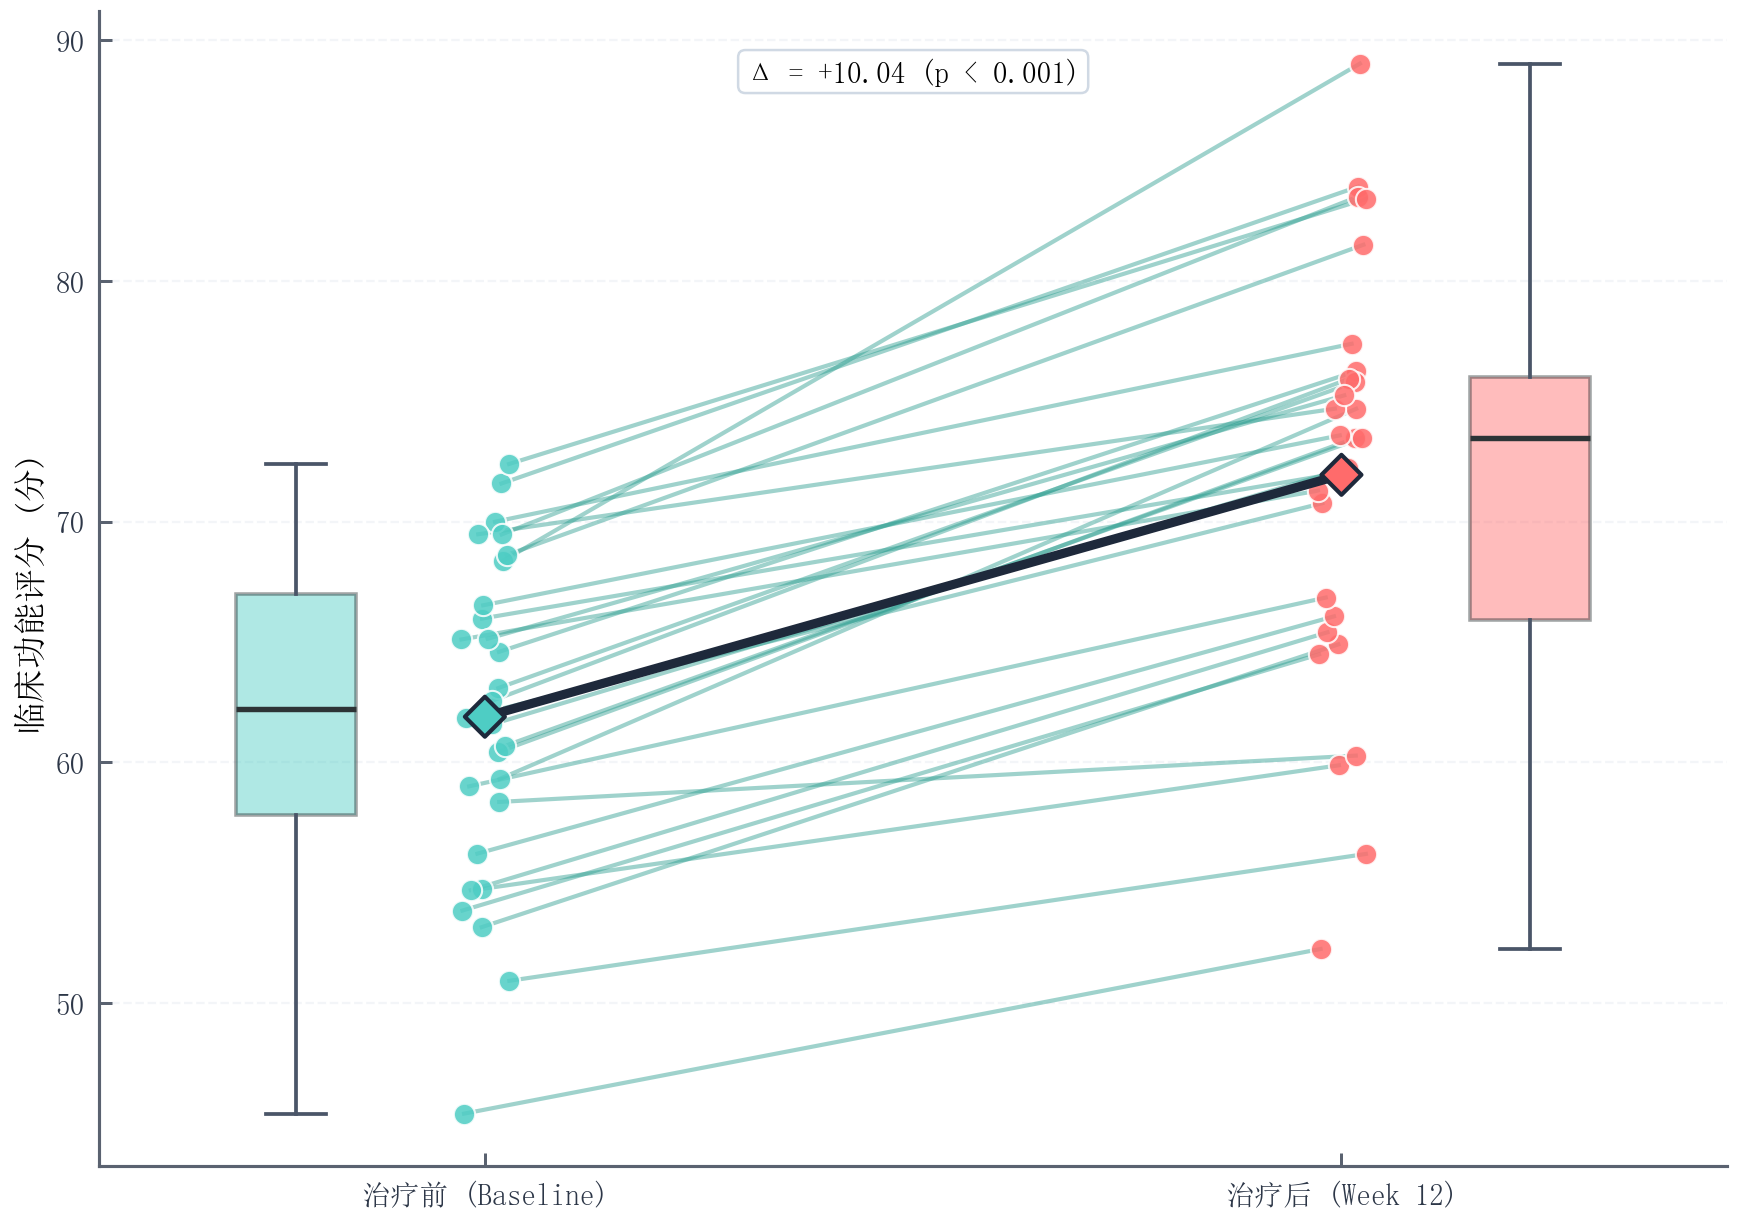 Δ = +10.04 (p < 0.001)
临床功能评分 (分)
90
80
70
60
50
治疗前 (Baseline)
治疗后 (Week 12)